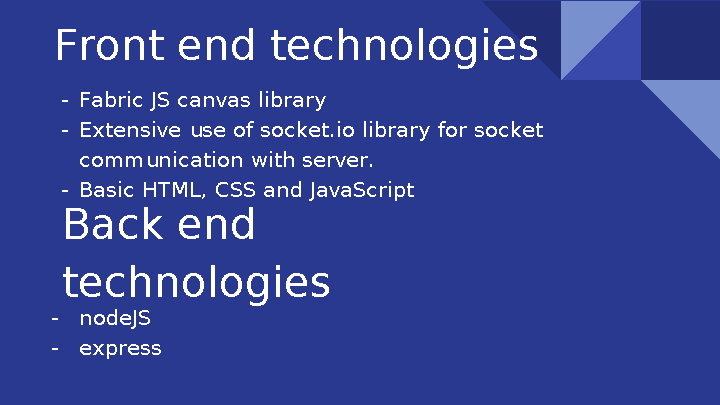 Front end technologies
- Fabric JS canvas library
- Extensive use of socket.io library for socket
communication with server.
- Basic HTML, CSS and JavaScript
Back end
technologies
- nodeJS
- express